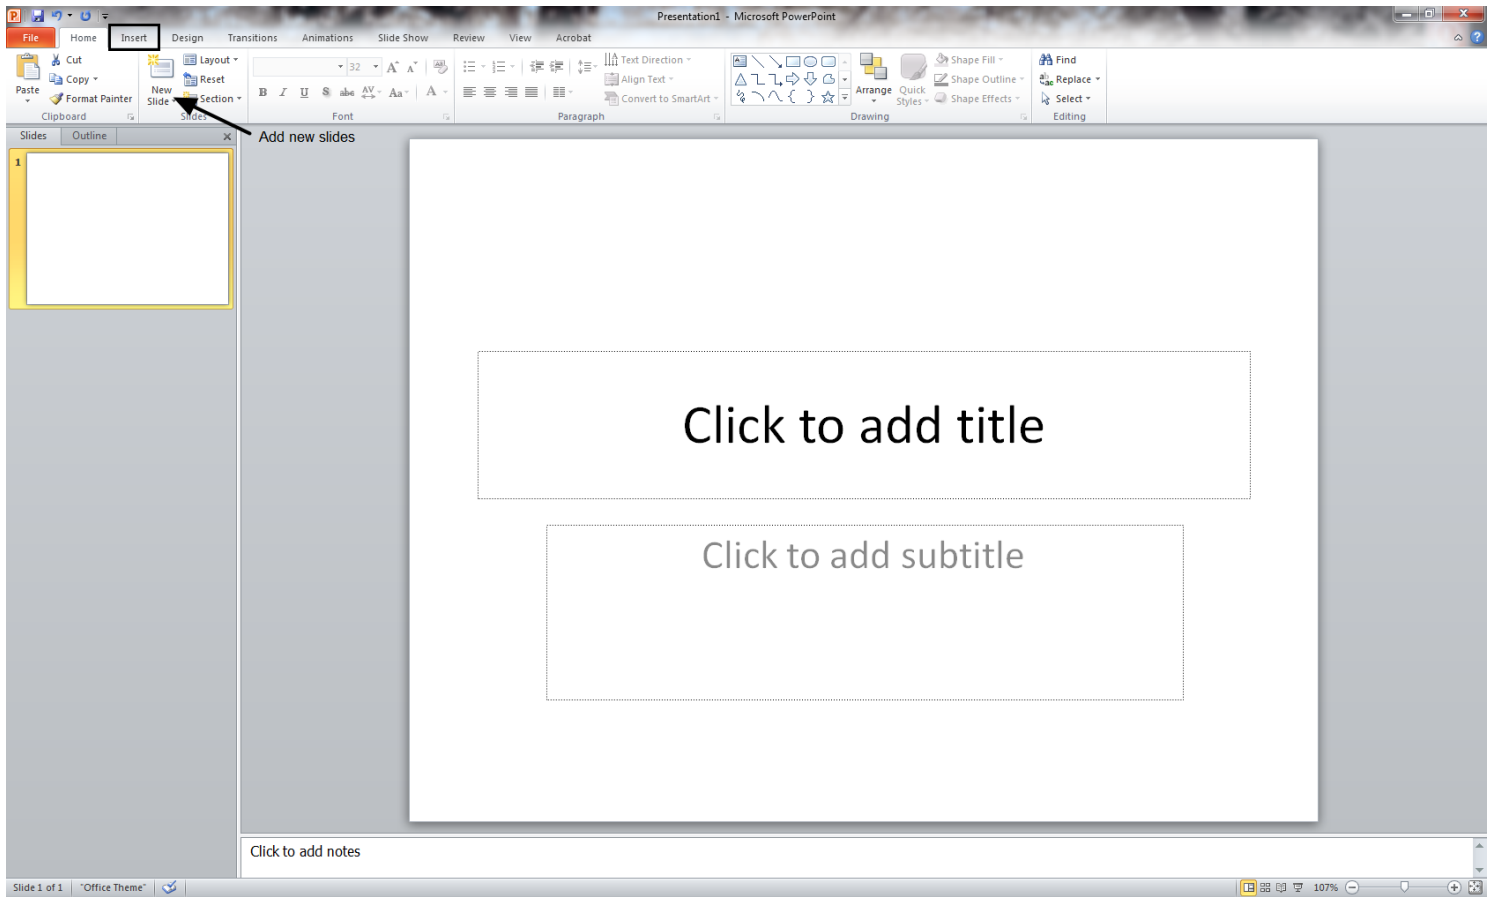 Presentation1 - Microsoft PowerPoint
File Home Insert Design Transitions Animations Slide Show Review View Acrobat
Paste
Cut
Copy
Format Painter
Clipboard
New
Slide
Layout
Reset
Section
Slides
32
A A
B I U S abc AV Aa A
Font
Text Direction
Align Text
Convert to SmartArt
Paragraph
Arrange
Quick
Styles
Shape Fill
Shape Outline
Shape Effects
Drawing
Find
Replace
Select
Editing
Slides Outline
Add new slides
1
Click to add title
Click to add subtitle
Click to add notes
Slide 1 of 1 "Office Theme" 107%